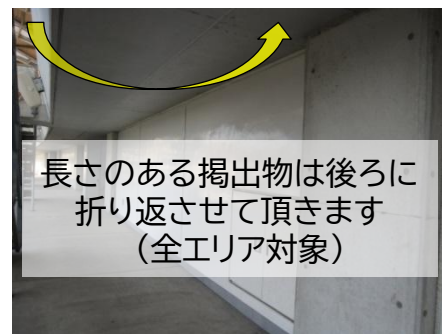 長さのある掲出物は後ろに
折り返させて頂きます
（全エリア対象）